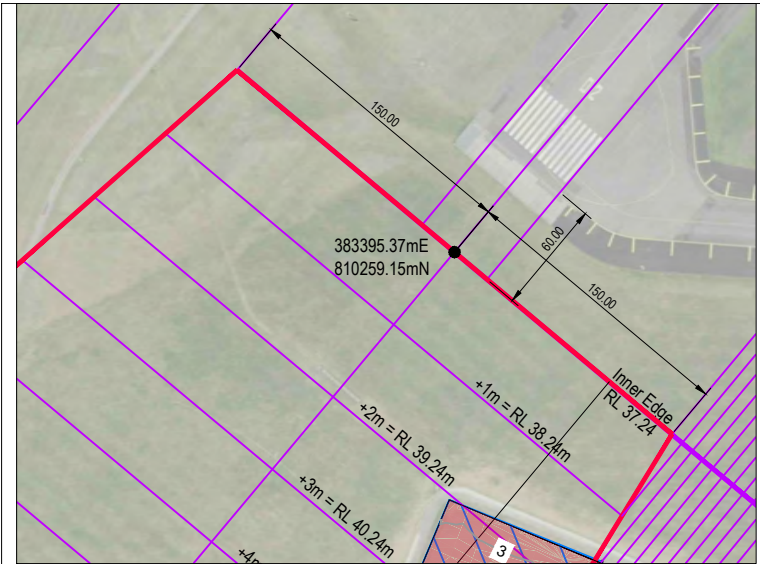 02
150.00
383395.37mE
810259.15mN
60.00
150.00
Inner Edge
RL 37.24
+1m = RL 38.24m
+2m = RL 39.24m
+3m = RL 40.24m
3